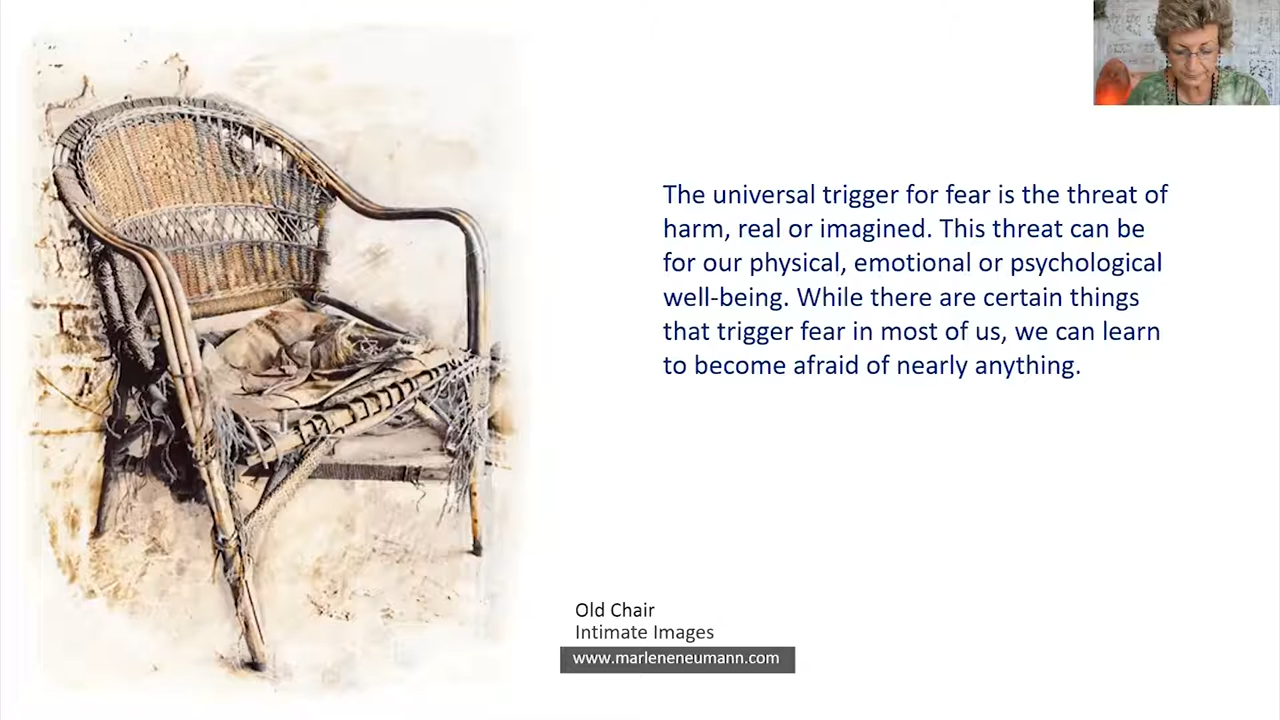 The universal trigger for fear is the threat of
harm, real or imagined. This threat can be
for our physical, emotional or psychological
well-being. While there are certain things
that trigger fear in most of us, we can learn
to become afraid of nearly anything.
Old Chair
Intimate Images
www.marleneneumann.com